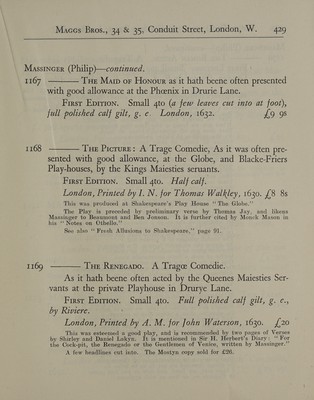 Maggs Bros., 34 & 35, Conduit Street, London, W. 429
Massinger (Philip)—continued.
1167 ——— The Maid of Honour as it hath beene often presented
with good allowance at the Phœnix in Drurie Lane.
First Edition. Small 4to (a few leaves cut into at foot),
full polished calf gilt, g. e. London, 1632. £9 9s
1168 ——— The Picture: A Trage Comedie, As it was often pre-
sented with good allowance, at the Globe, and Blacke-Friers
Play-houses, by the Kings Maiesties seruants.
First Edition. Small 4to. Half calf.
London, Printed by I. N. for Thomas Walkley, 1630. £8 8s
This was produced at Shakespeare's Play House "The Globe."
The Play is preceded by preliminary verse by Thomas Jay, and likens
Massinger to Beaumont and Ben Jonson. It is further cited by Monck Mason in
his "Notes on Othello."
See also "Fresh Allusions to Shakespeare," page 91.
1169 ——— The Renegado. A Tragœ Comedie.
As it hath beene often acted by the Queenes Maiesties Ser-
vants at the private Playhouse in Drurye Lane.
First Edition. Small 4to. Full polished calf gilt, g. e.,
by Riviere.
London, Printed by A. M. for John Waterson, 1630. £20
This was esteemed a good play, and is recommended by two pages of Verses
by Shirley and Daniel Lakyn. It is mentioned in Sir H. Herbert's Diary: "For
the Cock-pit, the Renegado or the Gentlemen of Venice, written by Massinger."
A few headlines cut into. The Mostyn copy sold for £26.